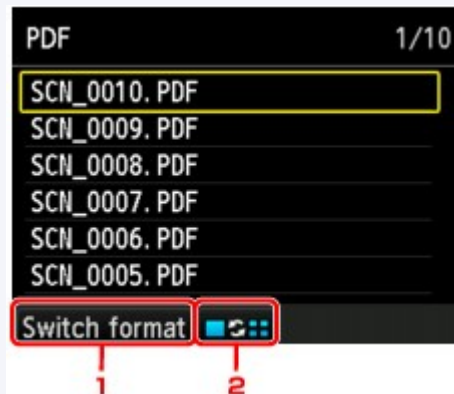 PDF 1/10
SCN_0010.PDF
SCN_0009.PDF
SCN_0008.PDF
SCN_0007.PDF
SCN_0006.PDF
SCN_0005.PDF
Switch format
1 2